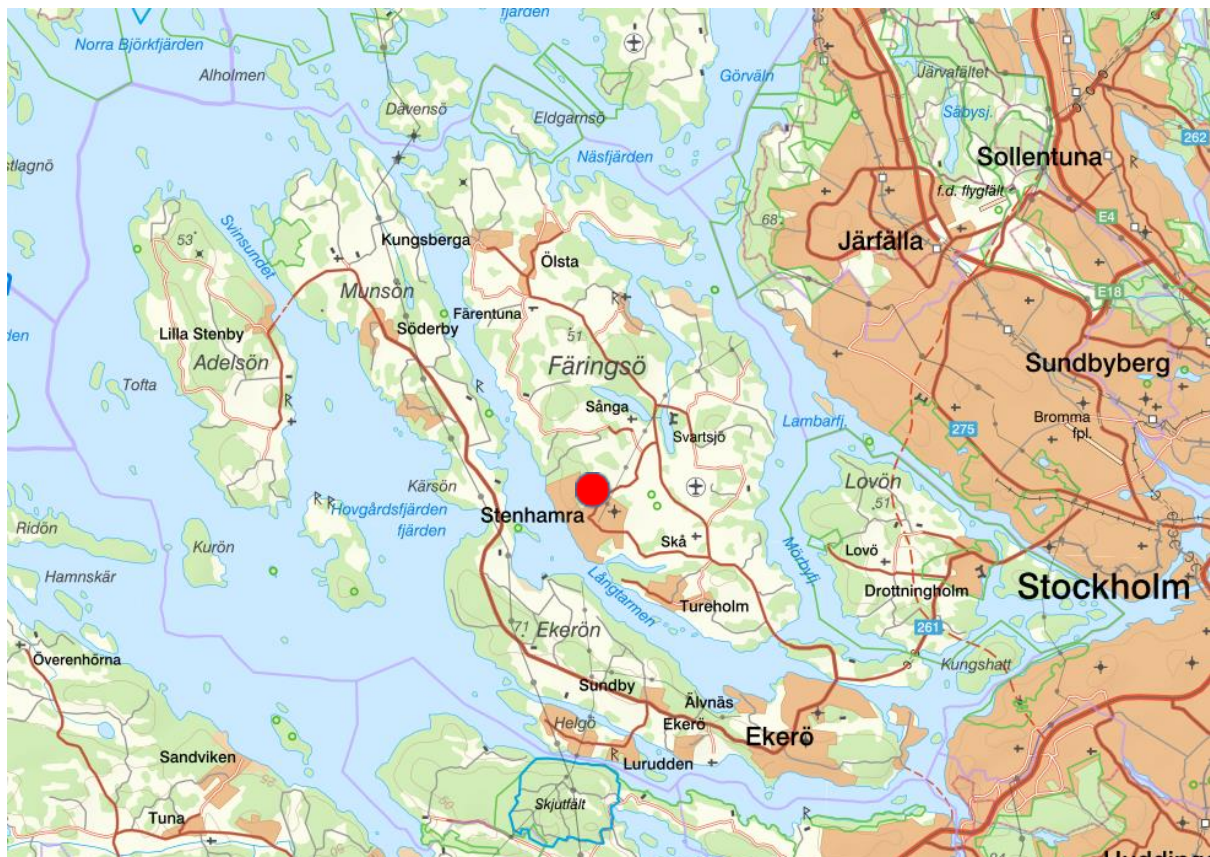 fjärden
Norra Björkfjärden
Alholmen
Görväln
Järvafältet
Säbysj.
Dävensö
Eldgarnsö
262
Näsfjärden
Sollentuna
f.d. flygfält
68
E4
Svinsundet
53
Kungsberga
Ölsta
Järfälla
Munsön
E18
Färentuna
Söderby
Lilla Stenby
51
Adelsön
Färingsö
Sundbyberg
Tofta
Sånga
Lambarfj.
Bromma
fpl.
275
Svartsjö
Kärsön
Lovön
51
Hovgårdsfjärden
fjärden
Stenhamra
Ridön
Kurön
Skå
Mörbyfj.
Lovö
Hamnskär
Långtarmen
Drottningholm
Stockholm
Tureholm
71
Ekerön
261
Överenhörna
Kungshatt
Sundby
Älvnäs
Helgö
Ekerö
Ekerö
Sandviken
Lurudden
Skjutfält
Tuna